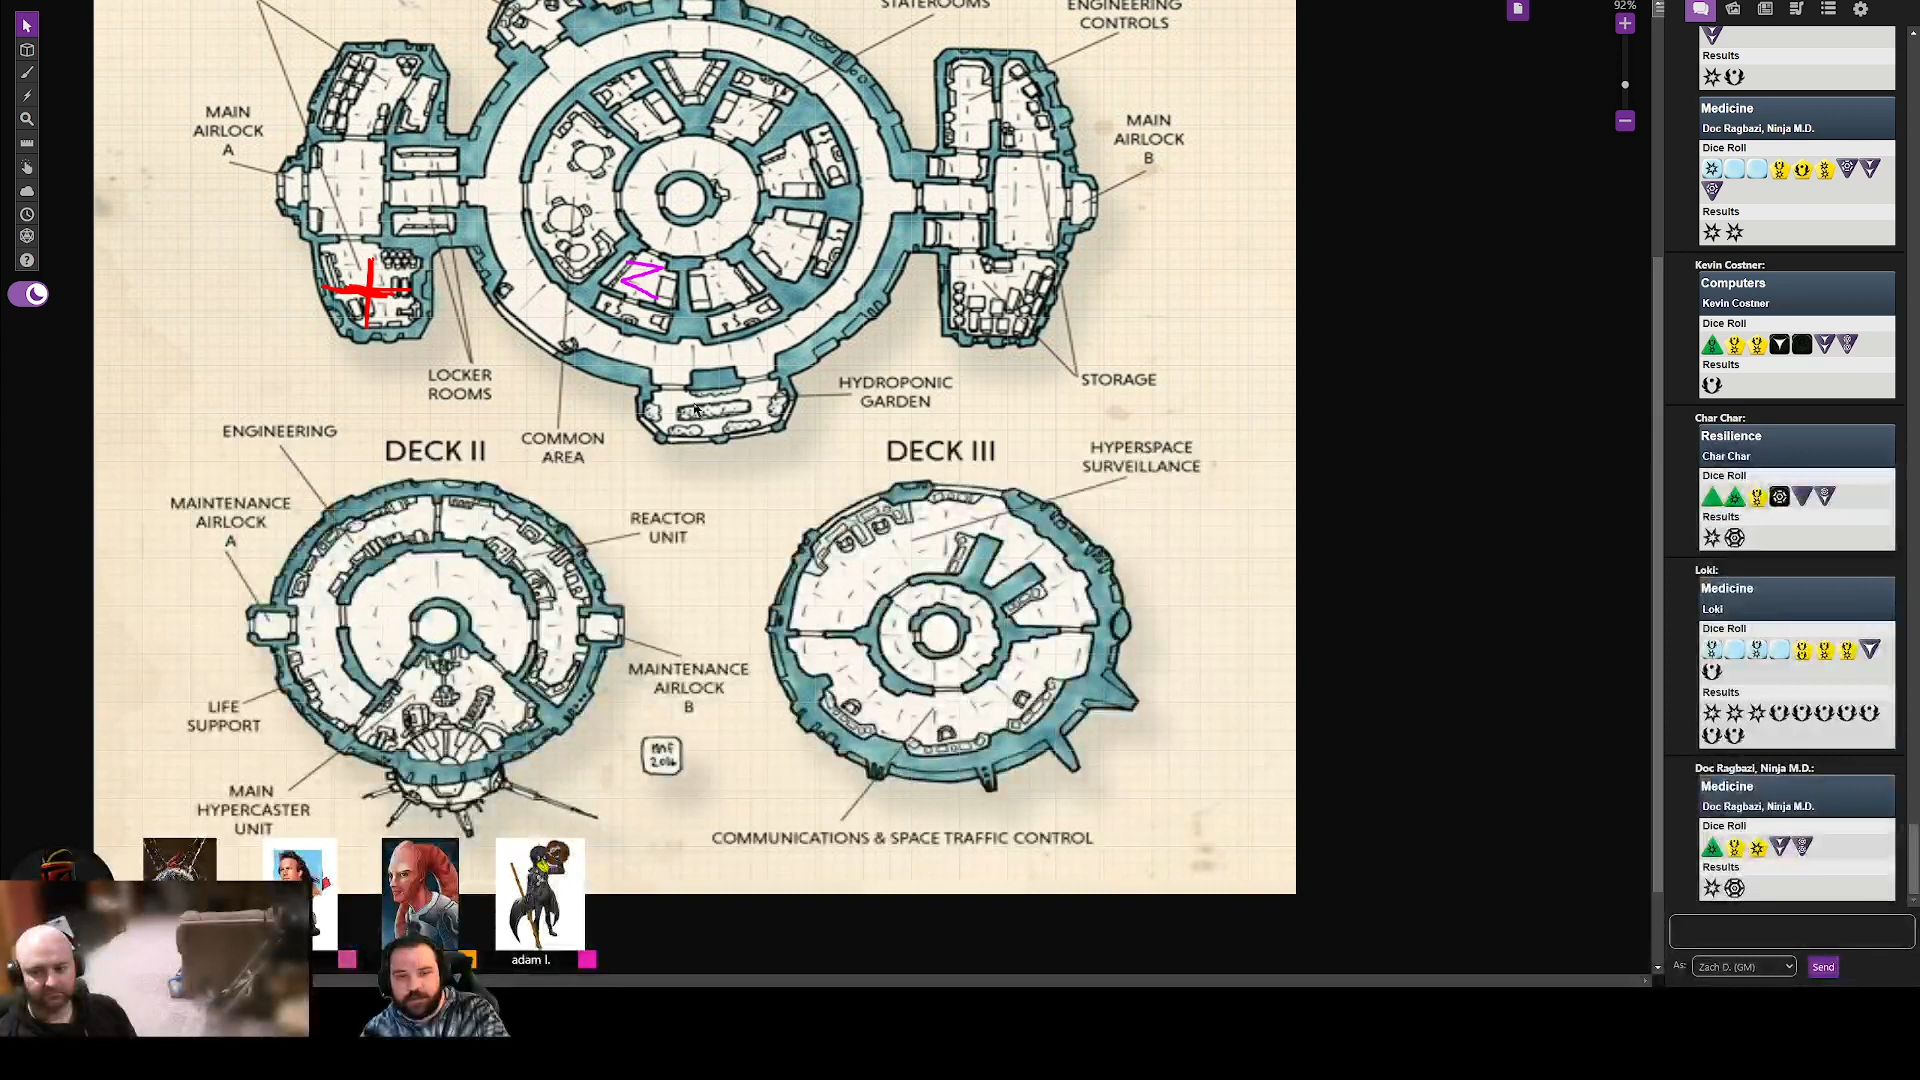 STATEROOMS
ENGINEERING
CONTROLS
MAIN
AIRLOCK
A
MAIN
AIRLOCK
B
LOCKER
ROOMS
COMMON
AREA
HYDROPONIC
GARDEN
STORAGE
DECK II
DECK III
ENGINEERING
MAINTENANCE
AIRLOCK
A
REACTOR
UNIT
HYPERSPACE
SURVEILLANCE
MAINTENANCE
AIRLOCK
B
LIFE
SUPPORT
MAIN
HYPERCASTER
UNIT
2016
COMMUNICATIONS & SPACE TRAFFIC CONTROL
adam l.
92%
Results
Medicine
Doc Ragbazi, Ninja M.D.
Dice Roll
Results
Kevin Costner:
Computers
Kevin Costner
Dice Roll
Results
Char Char:
Resilience
Char Char
Dice Roll
Results
Loki:
Medicine
Loki
Dice Roll
Results
Doc Ragbazi, Ninja M.D.:
Medicine
Doc Ragbazi, Ninja M.D.
Dice Roll
Results
As: Zach D. (GM) Send